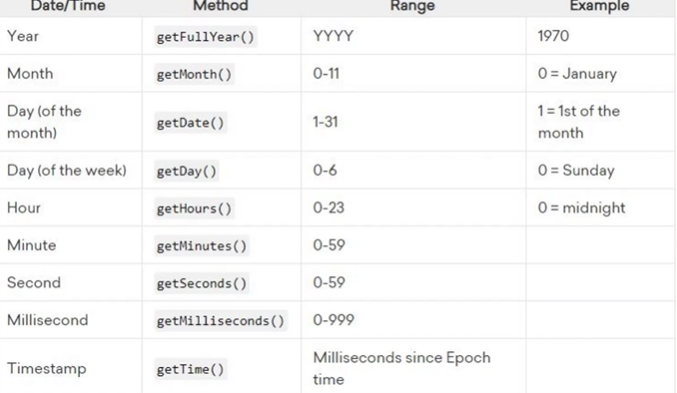 Date/Time Method Range Example
Year getFullYear() YYYY 1970
Month getMonth() 0-11 0 = January
Day (of the month) getDate() 1-31 1 = 1st of the month
Day (of the week) getDay() 0-6 0 = Sunday
Hour getHours() 0-23 0 = midnight
Minute getMinutes() 0-59
Second getSeconds() 0-59
Millisecond getMilliseconds() 0-999
Timestamp getTime() Milliseconds since Epoch time